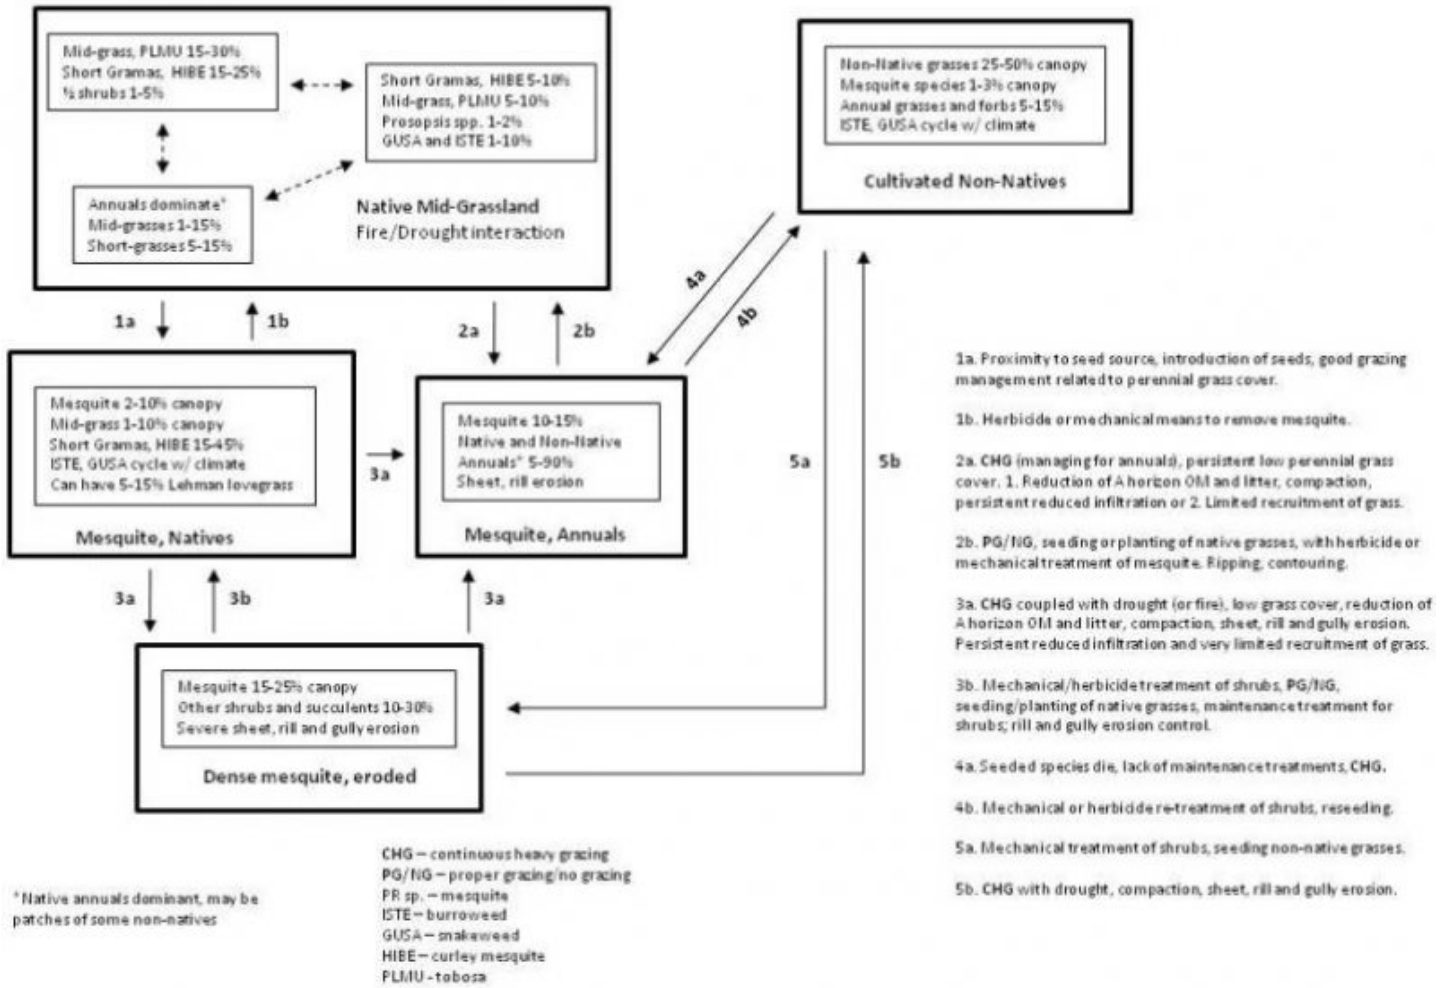 Mid-grass, PLMU 15-30%
Short Gramas, HIBE 15-25%
½ shrubs 1-5%
Short Gramas, HIBE 5-10%
Mid-grass, PLMU 5-10%
Prosopsis spp. 1-2%
GUSA and ISTE 1-10%
Annuals dominate*
Mid-grasses 1-15%
Short-grasses 5-15%
Native Mid-Grassland
Fire/Drought interaction
Non-Native grasses 25-50% canopy
Mesquite species 1-3% canopy
Annual grasses and forbs 5-15%
ISTE, GUSA cycle w/ climate
Cultivated Non-Natives
1a
1b
2a
2b
4a
4b
Mesquite 2-10% canopy
Mid-grass 1-10% canopy
Short Gramas, HIBE 15-45%
ISTE, GUSA cycle w/ climate
Can have 5-15% Lehman lovegrass
Mesquite, Natives
3a
Mesquite 10-15%
Native and Non-Native
Annuals* 5-90%
Sheet, rill erosion
Mesquite, Annuals
5a
5b
3a
3b
3a
Mesquite 15-25% canopy
Other shrubs and succulents 10-30%
Severe sheet, rill and gully erosion
Dense mesquite, eroded
1a. Proximity to seed source, introduction of seeds, good grazing
management related to perennial grass cover.
1b. Herbicide or mechanical means to remove mesquite.
2a. CHG (managing for annuals), persistent low perennial grass
cover. 1. Reduction of A horizon OM and litter, compaction,
persistent reduced infiltration or 2. Limited recruitment of grass.
2b. PG/NG, seeding or planting of native grasses, with herbicide or
mechanical treatment of mesquite. Ripping, contouring.
3a. CHG coupled with drought (or fire), low grass cover, reduction of
A horizon OM and litter, compaction, sheet, rill and gully erosion.
Persistent reduced infiltration and very limited recruitment of grass.
3b. Mechanical/herbicide treatment of shrubs, PG/NG,
seeding/planting of native grasses, maintenance treatment for
shrubs; rill and gully erosion control.
4a. Seeded species die, lack of maintenance treatments, CHG.
4b. Mechanical or herbicide re-treatment of shrubs, reseeding.
5a. Mechanical treatment of shrubs, seeding non-native grasses.
5b. CHG with drought, compaction, sheet, rill and gully erosion.
CHG – continuous heavy grazing
PG/NG – proper grazing/no grazing
PR sp. – mesquite
ISTE – burroweed
GUSA – snakeweed
HIBE – curley mesquite
PLMU - tobosa
* Native annuals dominant, may be
patches of some non-natives